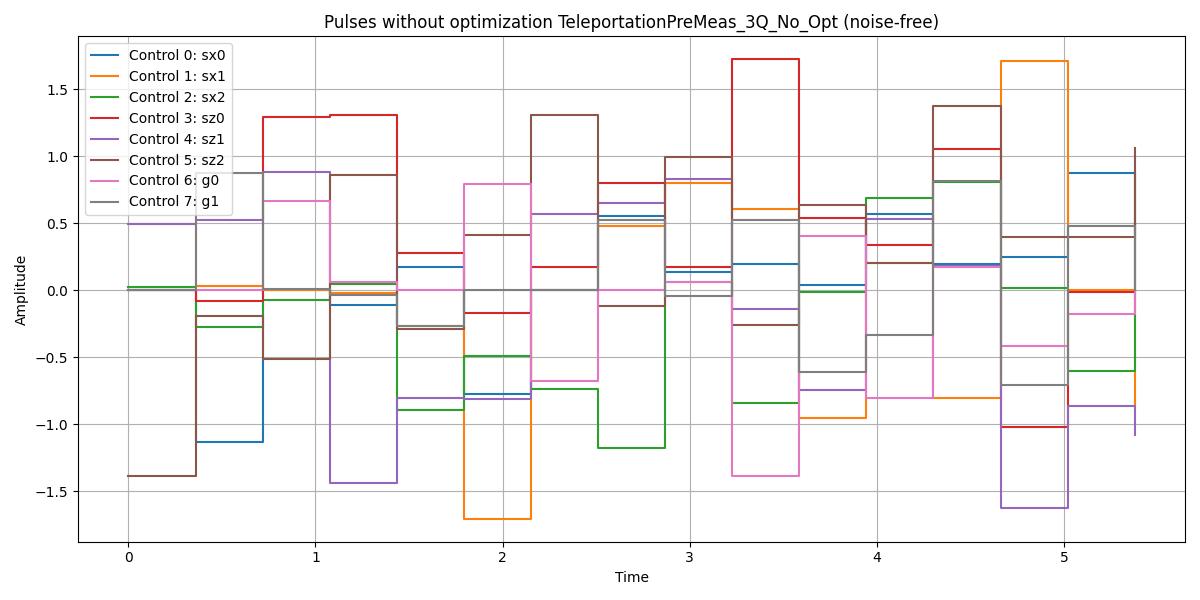 Pulses without optimization TeleportationPreMeas_3Q_No_Opt (noise-free)
Control 0: sx0
Control 1: sx1
Control 2: sx2
Control 3: sz0
Control 4: sz1
Control 5: sz2
Control 6: g0
Control 7: g1
Amplitude
1.5
1.0
0.5
0.0
−0.5
−1.0
−1.5
0 1 2 3 4 5
Time